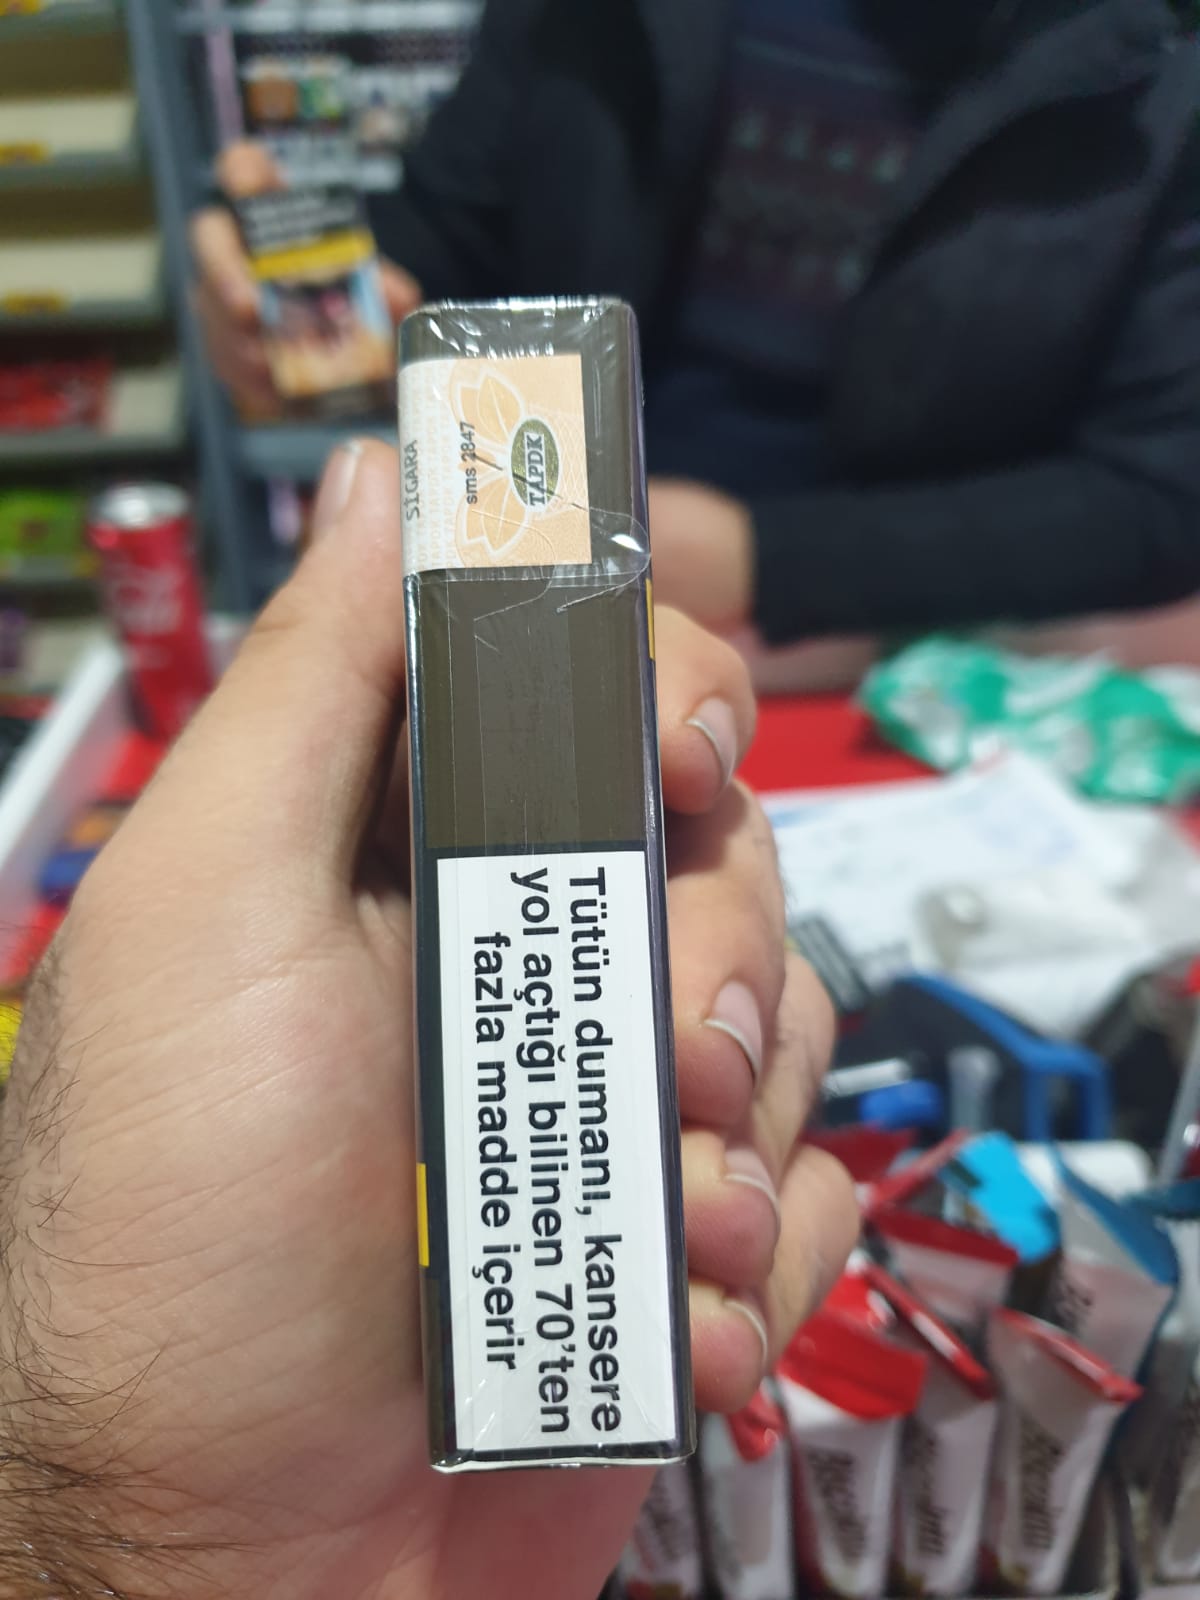 SİGARA
sms 2847
TAPDK
Tütün dumanı, kansere
yol açtığı bilinen 70'ten
fazla madde içerir